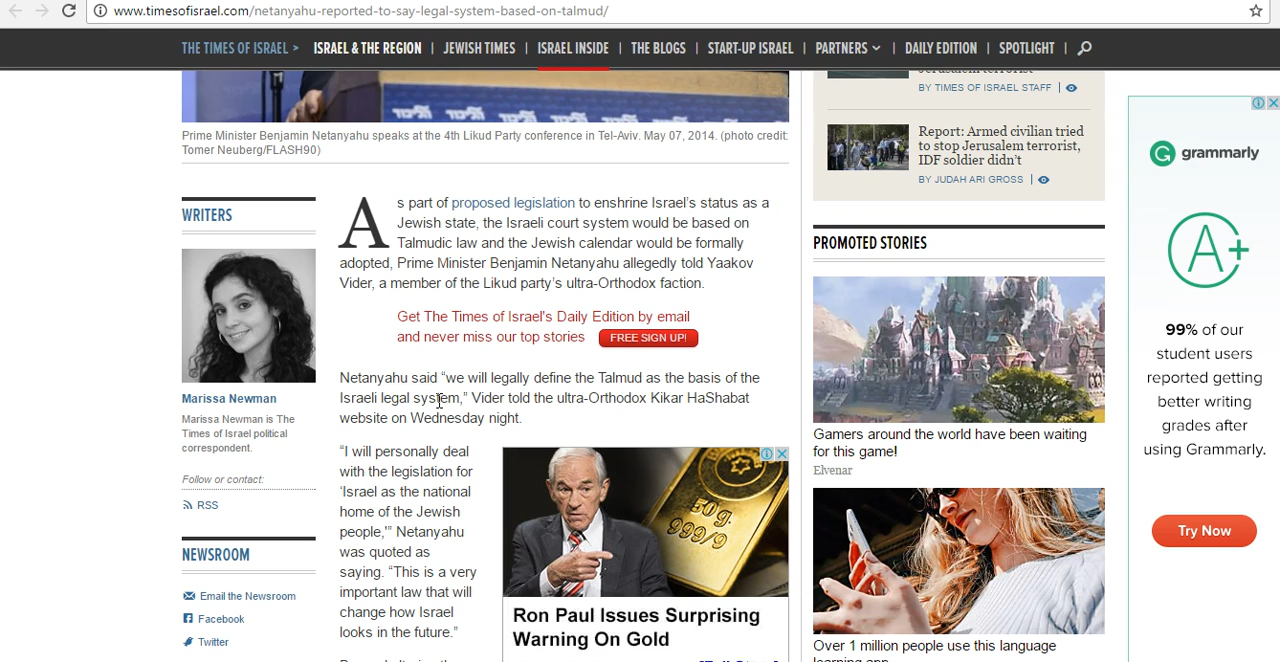 www.timesofisrael.com/netanyahu-reported-to-say-legal-system-based-on-talmud/
THE TIMES OF ISRAEL >
ISRAEL & THE REGION
JEWISH TIMES
ISRAEL INSIDE
THE BLOGS
START-UP ISRAEL
PARTNERS
DAILY EDITION
SPOTLIGHT
Prime Minister Benjamin Netanyahu speaks at the 4th Likud Party conference in Tel-Aviv. May 07, 2014. (photo credit:
Tomer Neuberg/FLASH90)
WRITERS
Marissa Newman
Marissa Newman is The
Times of Israel political
correspondent.
Follow or contact:
RSS
NEWSROOM
Email the Newsroom
Facebook
Twitter
As part of proposed legislation to enshrine Israel's status as a
Jewish state, the Israeli court system would be based on
Talmudic law and the Jewish calendar would be formally
adopted, Prime Minister Benjamin Netanyahu allegedly told Yaakov
Vider, a member of the Likud party's ultra-Orthodox faction.
Get The Times of Israel's Daily Edition by email
and never miss our top stories
FREE SIGN UP!
Netanyahu said “we will legally define the Talmud as the basis of the
Israeli legal system,” Vider told the ultra-Orthodox Kikar HaShabat
website on Wednesday night.
“I will personally deal
with the legislation for
‘Israel as the national
home of the Jewish
people,'” Netanyahu
was quoted as
saying. “This is a very
important law that will
change how Israel
looks in the future.”
50g.
999/9
Ron Paul Issues Surprising
Warning On Gold
Jerusalem terrorist
BY TIMES OF ISRAEL STAFF
Report: Armed civilian tried
to stop Jerusalem terrorist,
IDF soldier didn't
BY JUDAH ARI GROSS
PROMOTED STORIES
Gamers around the world have been waiting
for this game!
Elvenar
Over 1 million people use this language
learning app
G grammarly
A+
99% of our
student users
reported getting
better writing
grades after
using Grammarly.
Try Now